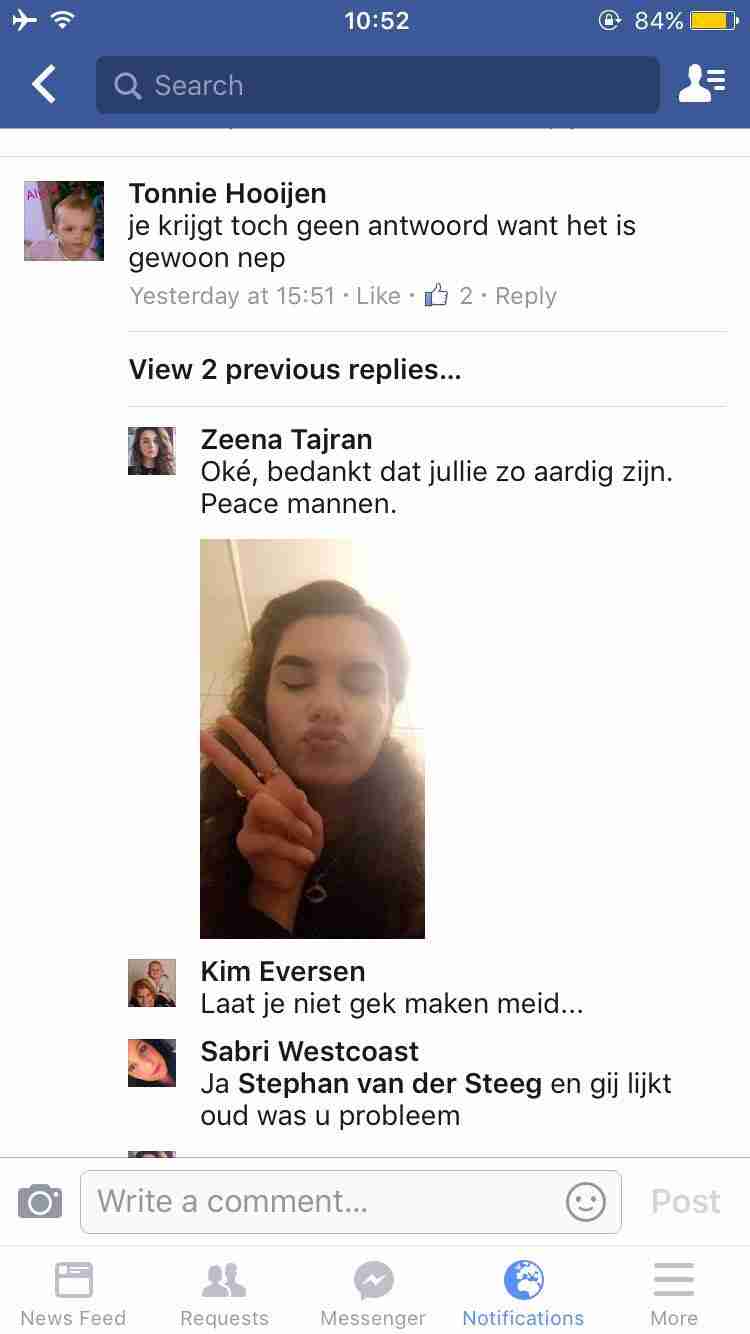 10:52
84%
Search
Tonnie Hooijen
je krijgt toch geen antwoord want het is
gewoon nep
Yesterday at 15:51 · Like · 2 · Reply
View 2 previous replies...
Zeena Tajran
Oké, bedankt dat jullie zo aardig zijn.
Peace mannen.
Kim Eversen
Laat je niet gek maken meid...
Sabri Westcoast
Ja Stephan van der Steeg en gij lijkt
oud was u probleem
Write a comment...
Post
News Feed
Requests
Messenger
Notifications
More